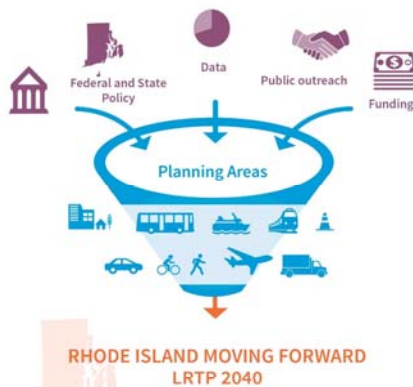 Data
Federal and State
Policy
Public outreach
Funding
Planning Areas
RHODE ISLAND MOVING FORWARD
LRTP 2040